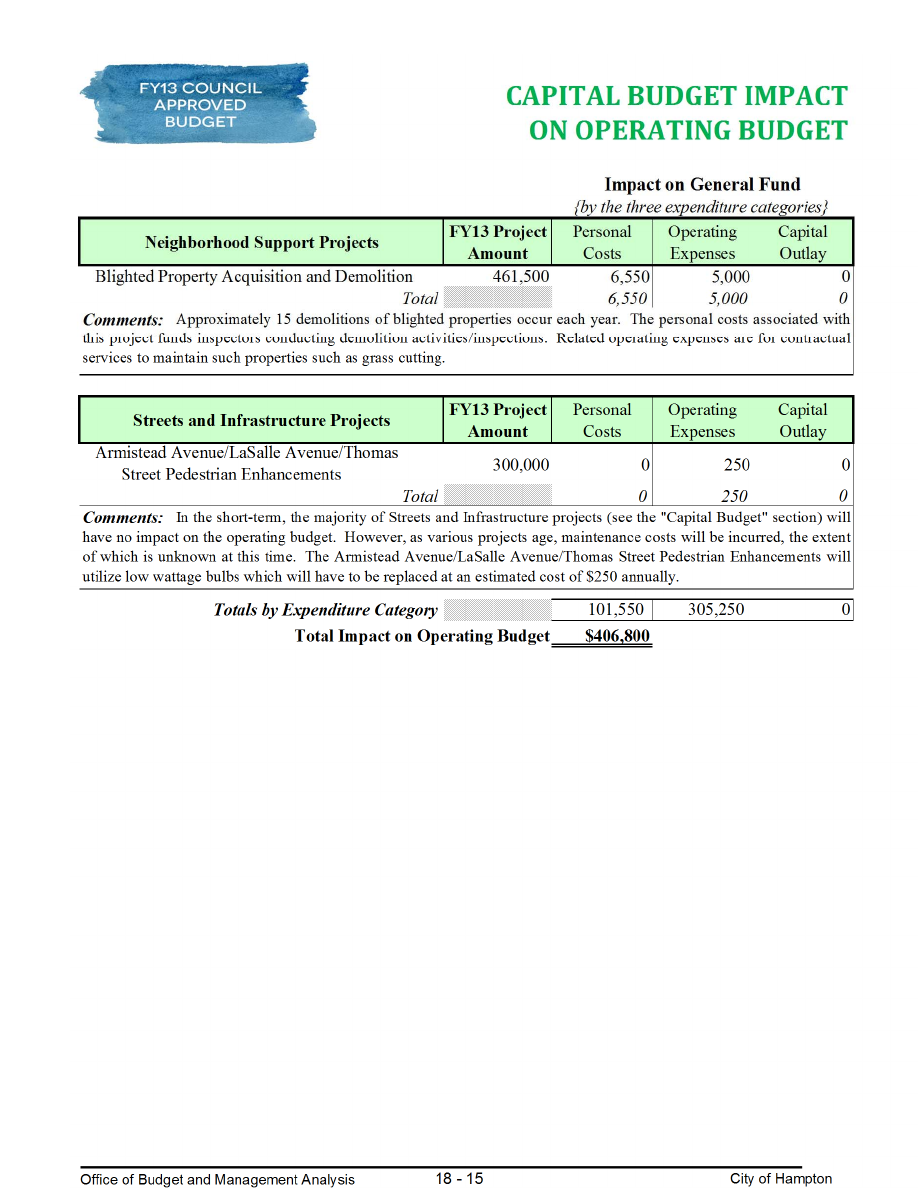 FY13 COUNCIL
APPROVED
BUDGET
CAPITAL BUDGET IMPACT
ON OPERATING BUDGET
Impact on General Fund
{by the three expenditure categories}
Neighborhood Support Projects FY13 Project Amount Personal Costs Operating Expenses Capital Outlay
Blighted Property Acquisition and Demolition 461,500 6,550 5,000 0
Total 6,550 5,000 0
Comments: Approximately 15 demolitions of blighted properties occur each year. The personal costs associated with
this project funds inspectors conducting demolition activities/inspections. Related operating expenses are for contractual
services to maintain such properties such as grass cutting.
Streets and Infrastructure Projects FY13 Project Amount Personal Costs Operating Expenses Capital Outlay
Armistead Avenue/LaSalle Avenue/Thomas
Street Pedestrian Enhancements 300,000 0 250 0
Total 0 250 0
Comments: In the short-term, the majority of Streets and Infrastructure projects (see the "Capital Budget" section) will
have no impact on the operating budget. However, as various projects age, maintenance costs will be incurred, the extent
of which is unknown at this time. The Armistead Avenue/LaSalle Avenue/Thomas Street Pedestrian Enhancements will
utilize low wattage bulbs which will have to be replaced at an estimated cost of $250 annually.
Totals by Expenditure Category 101,550 305,250 0
Total Impact on Operating Budget $406,800
Office of Budget and Management Analysis 18 - 15 City of Hampton